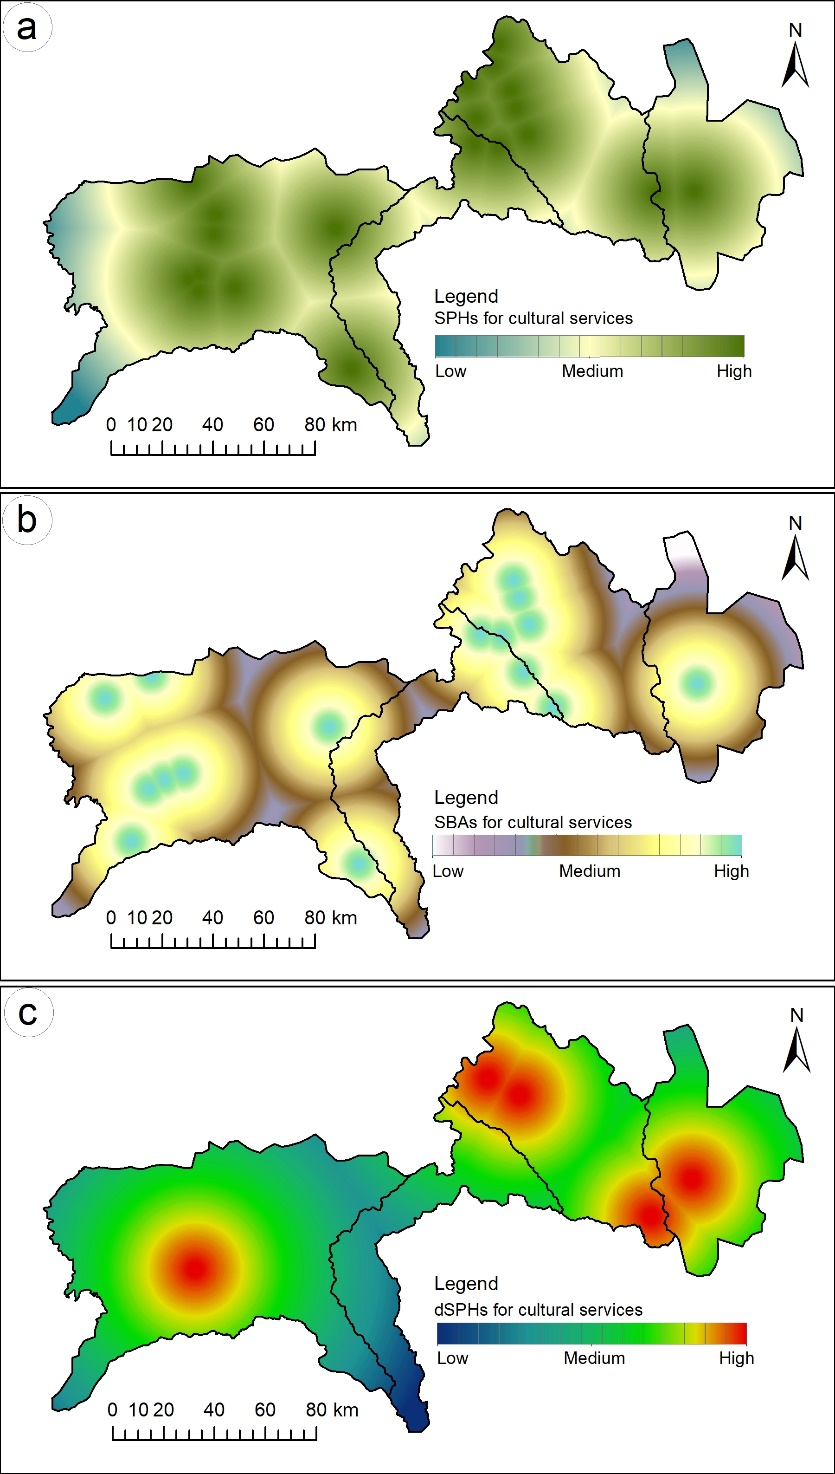 a
N
Legend
SPHs for cultural services
Low Medium High
0 10 20 40 60 80 km
b
N
Legend
SBAs for cultural services
Low Medium High
0 10 20 40 60 80 km
c
N
Legend
dSPHs for cultural services
Low Medium High
0 10 20 40 60 80 km